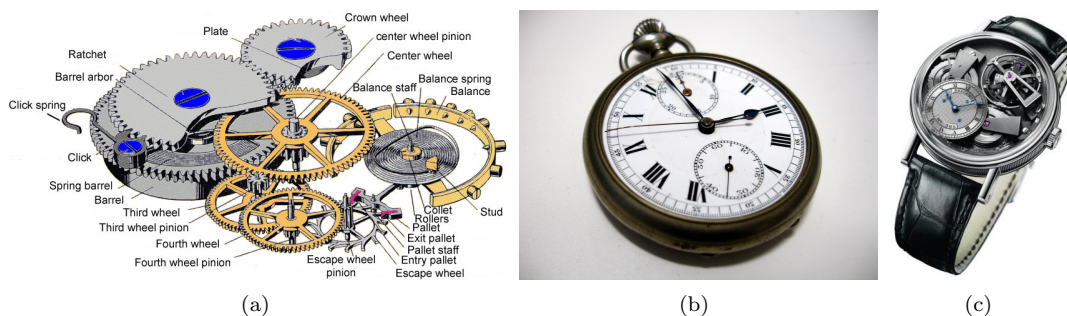 Crown wheel
Plate
center wheel pinion
Center wheel
Ratchet
Barrel arbor
Balance spring
Balance staff
Balance
Click spring
Click
Spring barrel
Barrel
Third wheel
Third wheel pinion
Fourth wheel
Fourth wheel pinion
Escape wheel
pinion
Collet
Rollers
Pallet
Exit pallet
Pallet staff
Entry pallet
Escape wheel
Stud
(a)
(b)
(c)